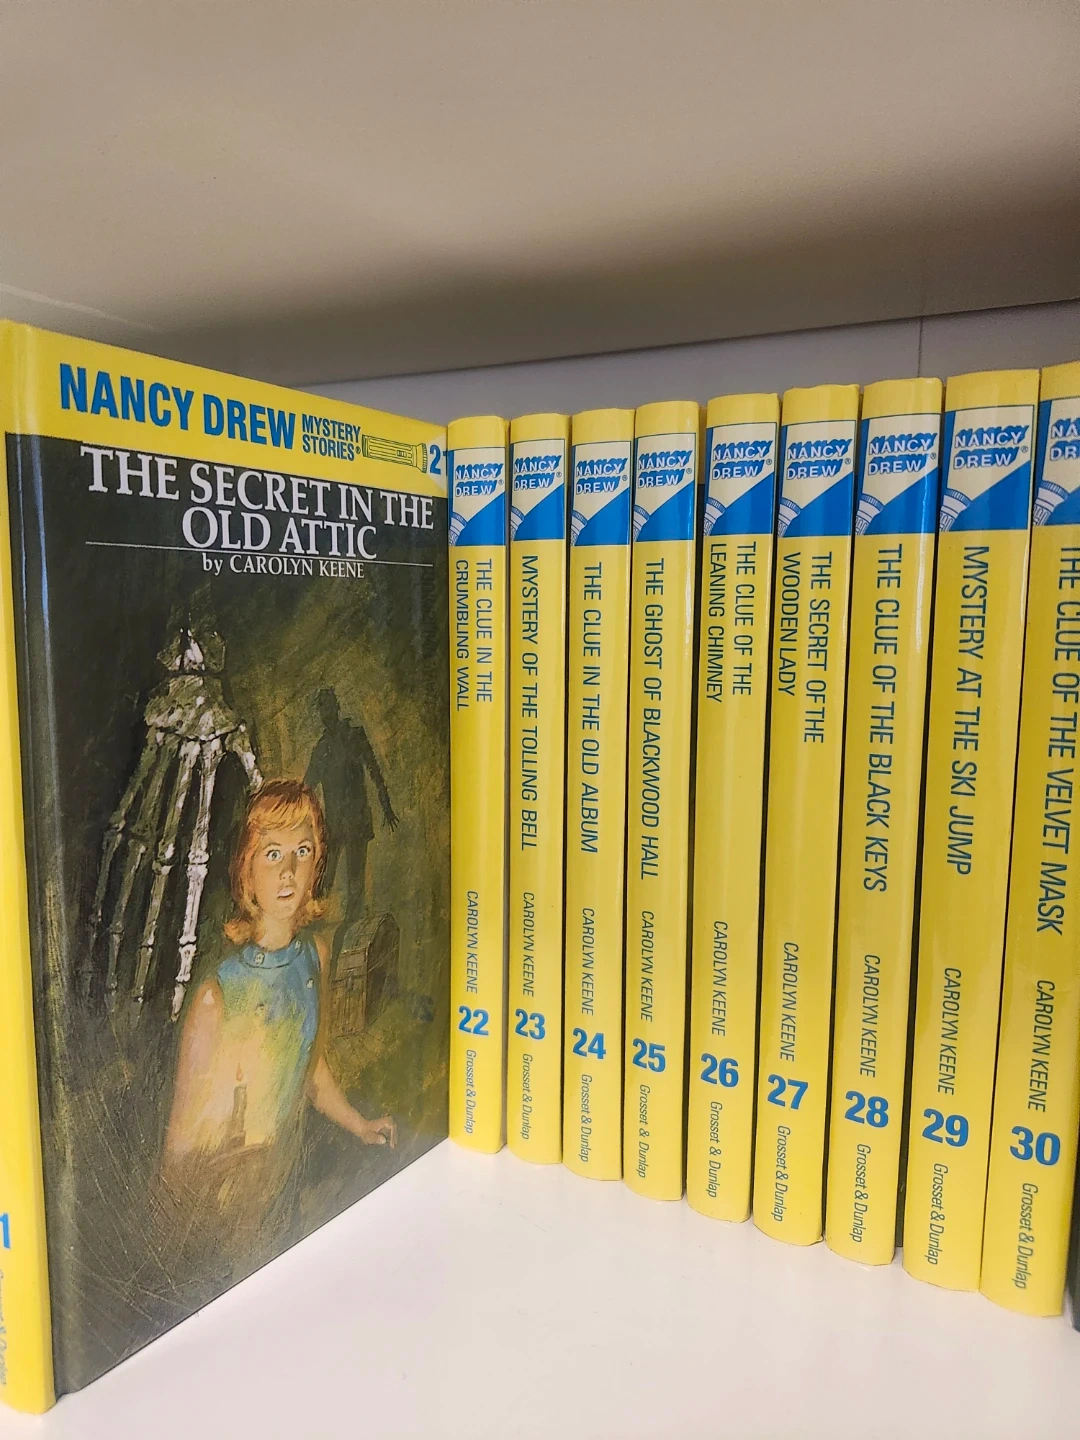 NANCY DREW MYSTERY
STORIES® 21
THE SECRET IN THE
OLD ATTIC
by CAROLYN KEENE
1
NANCY
DREW®
THE CLUE IN THE
CRUMBLING WALL
CAROLYN KEENE
22
Grosset & Dunlap
NANCY
DREW®
MYSTERY OF THE TOLLING BELL
CAROLYN KEENE
23
Grosset & Dunlap
NANCY
DREW®
THE CLUE IN THE OLD ALBUM
CAROLYN KEENE
24
Grosset & Dunlap
NANCY
DREW®
THE GHOST OF BLACKWOOD HALL
CAROLYN KEENE
25
Grosset & Dunlap
NANCY
DREW®
THE CLUE OF THE
LEANING CHIMNEY
CAROLYN KEENE
26
Grosset & Dunlap
NANCY
DREW®
THE SECRET OF THE
WOODEN LADY
CAROLYN KEENE
27
Grosset & Dunlap
NANCY
DREW®
THE CLUE OF THE BLACK KEYS
CAROLYN KEENE
28
Grosset & Dunlap
NANCY
DREW®
MYSTERY AT THE SKI JUMP
CAROLYN KEENE
29
Grosset & Dunlap
NA
DR
THE CLUE OF THE VELVET MASK
CAROLYN KEENE
30
Grosset & Dunlap